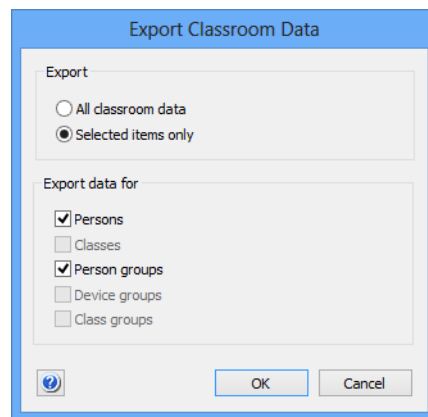 Export Classroom Data
Export
All classroom data
Selected items only
Export data for
Persons
Classes
Person groups
Device groups
Class groups
?
OK
Cancel